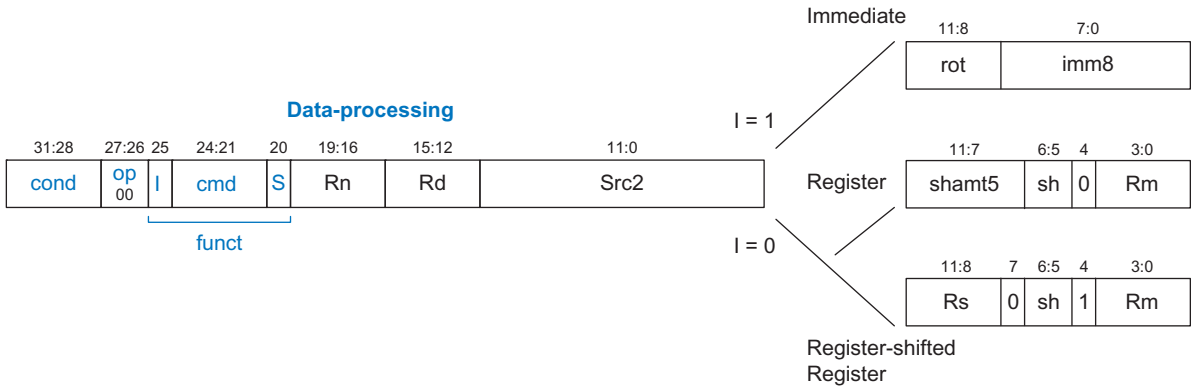 Immediate
11:8 7:0
rot imm8
Data-processing
I = 1
31:28 27:26 25 24:21 20 19:16 15:12 11:0
cond op 00 I cmd S Rn Rd Src2
funct
Register
11:7 6:5 4 3:0
shamt5 sh 0 Rm
I = 0
11:8 7 6:5 4 3:0
Rs 0 sh 1 Rm
Register-shifted
Register